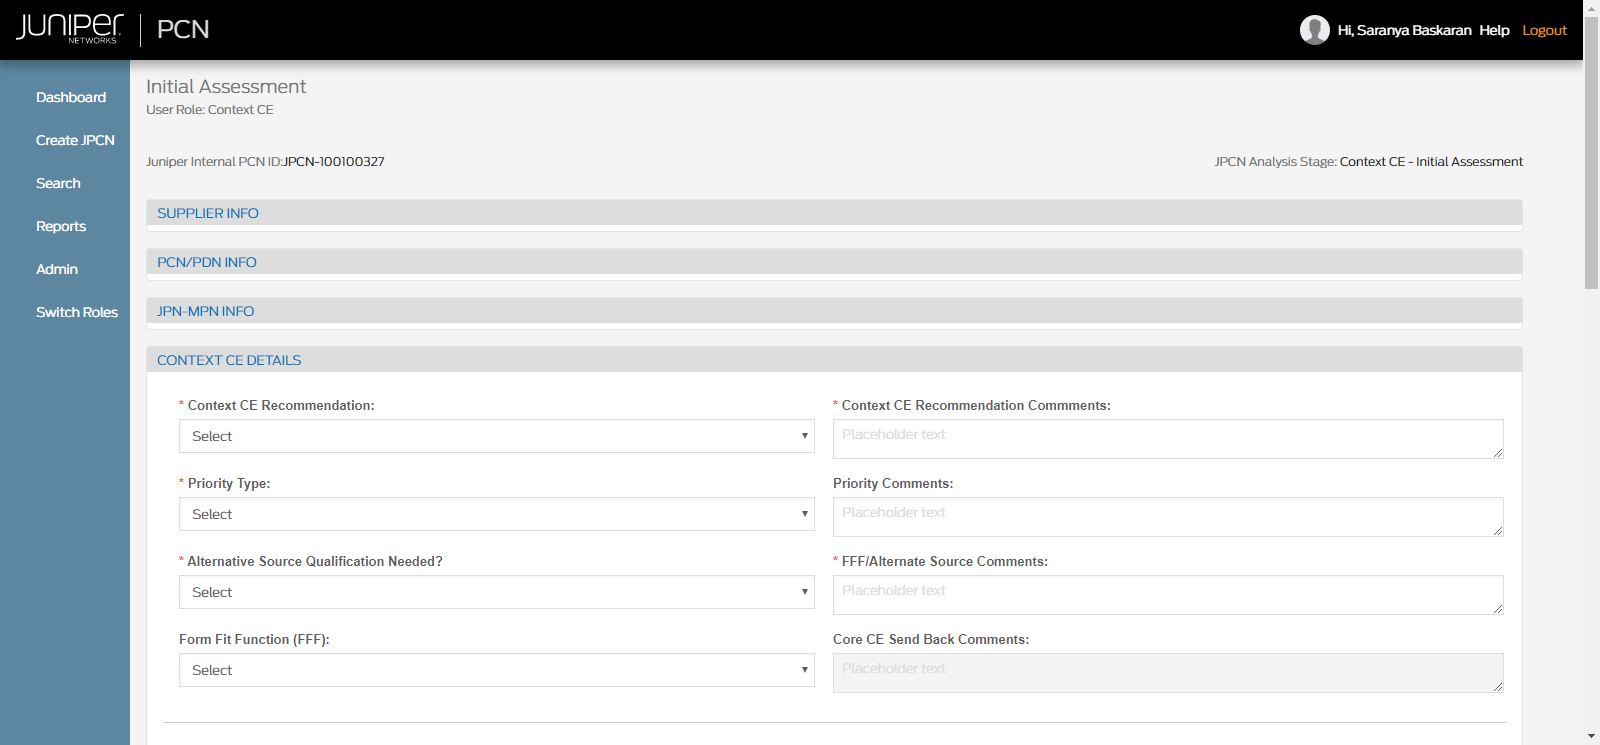 JUNIPER NETWORKS | PCN
Hi, Saranya Baskaran Help Logout
Dashboard
Create JPCN
Search
Reports
Admin
Switch Roles
Initial Assessment
User Role: Context CE
Juniper Internal PCN ID:JPCN-100100327
JPCN Analysis Stage: Context CE - Initial Assessment
SUPPLIER INFO
PCN/PDN INFO
JPN-MPN INFO
CONTEXT CE DETAILS
* Context CE Recommendation:
Select
* Context CE Recommendation Commments:
Placeholder text
* Priority Type:
Select
Priority Comments:
Placeholder text
* Alternative Source Qualification Needed?
Select
* FFF/Alternate Source Comments:
Placeholder text
Form Fit Function (FFF):
Select
Core CE Send Back Comments:
Placeholder text